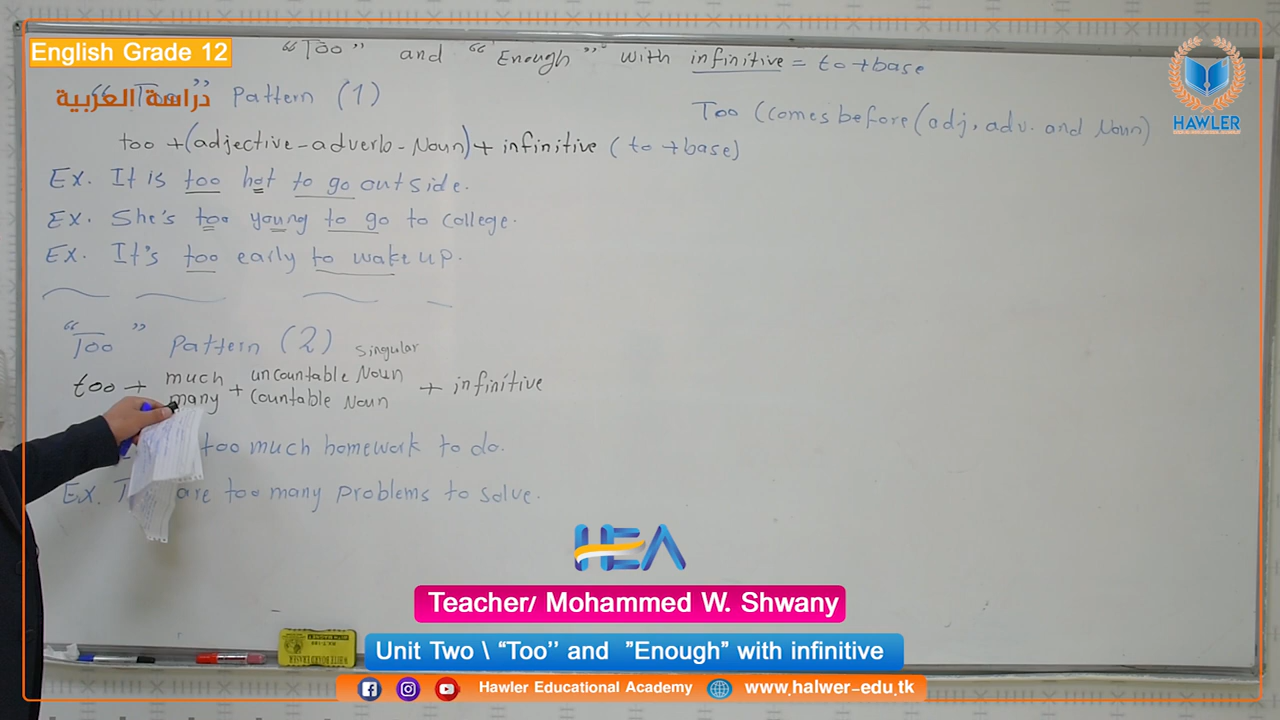 English Grade 12
"Too" and "Enough" with infinitive = to + base
دراسة العربية
HAWLER
Pattern (1)
Too (comes before (adj, adv. and Noun)
too + (adjective - adverb - Noun) + infinitive (to + base)
Ex. It is too hot to go outside.
Ex. She's too young to go to college.
Ex. It's too early to wake up.
"Too" Pattern (2) singular
too + much + uncountable Noun + infinitive
many countable Noun
too much homework to do.
Ex. are too many problems to solve.
HEA
Teacher/ Mohammed W. Shwany
Unit Two \ "Too'' and ''Enough" with infinitive
Hawler Educational Academy www.halwer-edu.tk